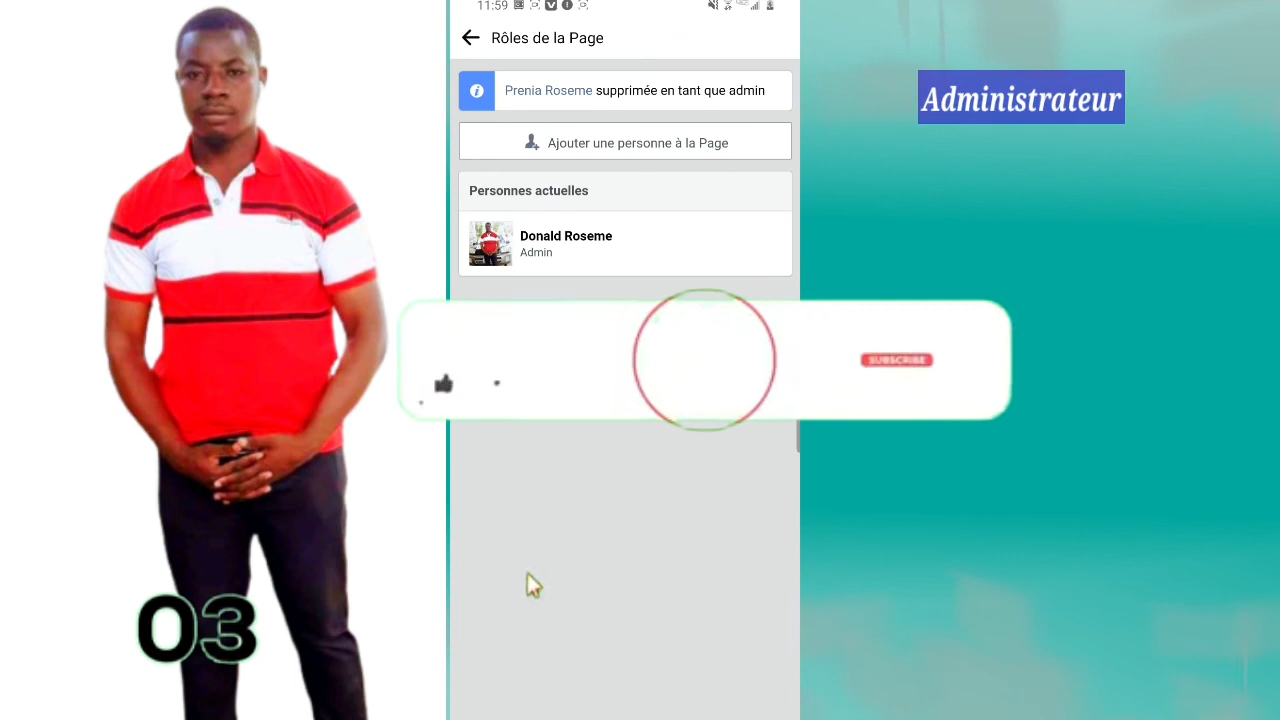 11:59
Rôles de la Page
Prenia Roseme supprimée en tant que admin
Ajouter une personne à la Page
Personnes actuelles
Donald Roseme
Admin
Administrateur
SUBSCRIBE
03